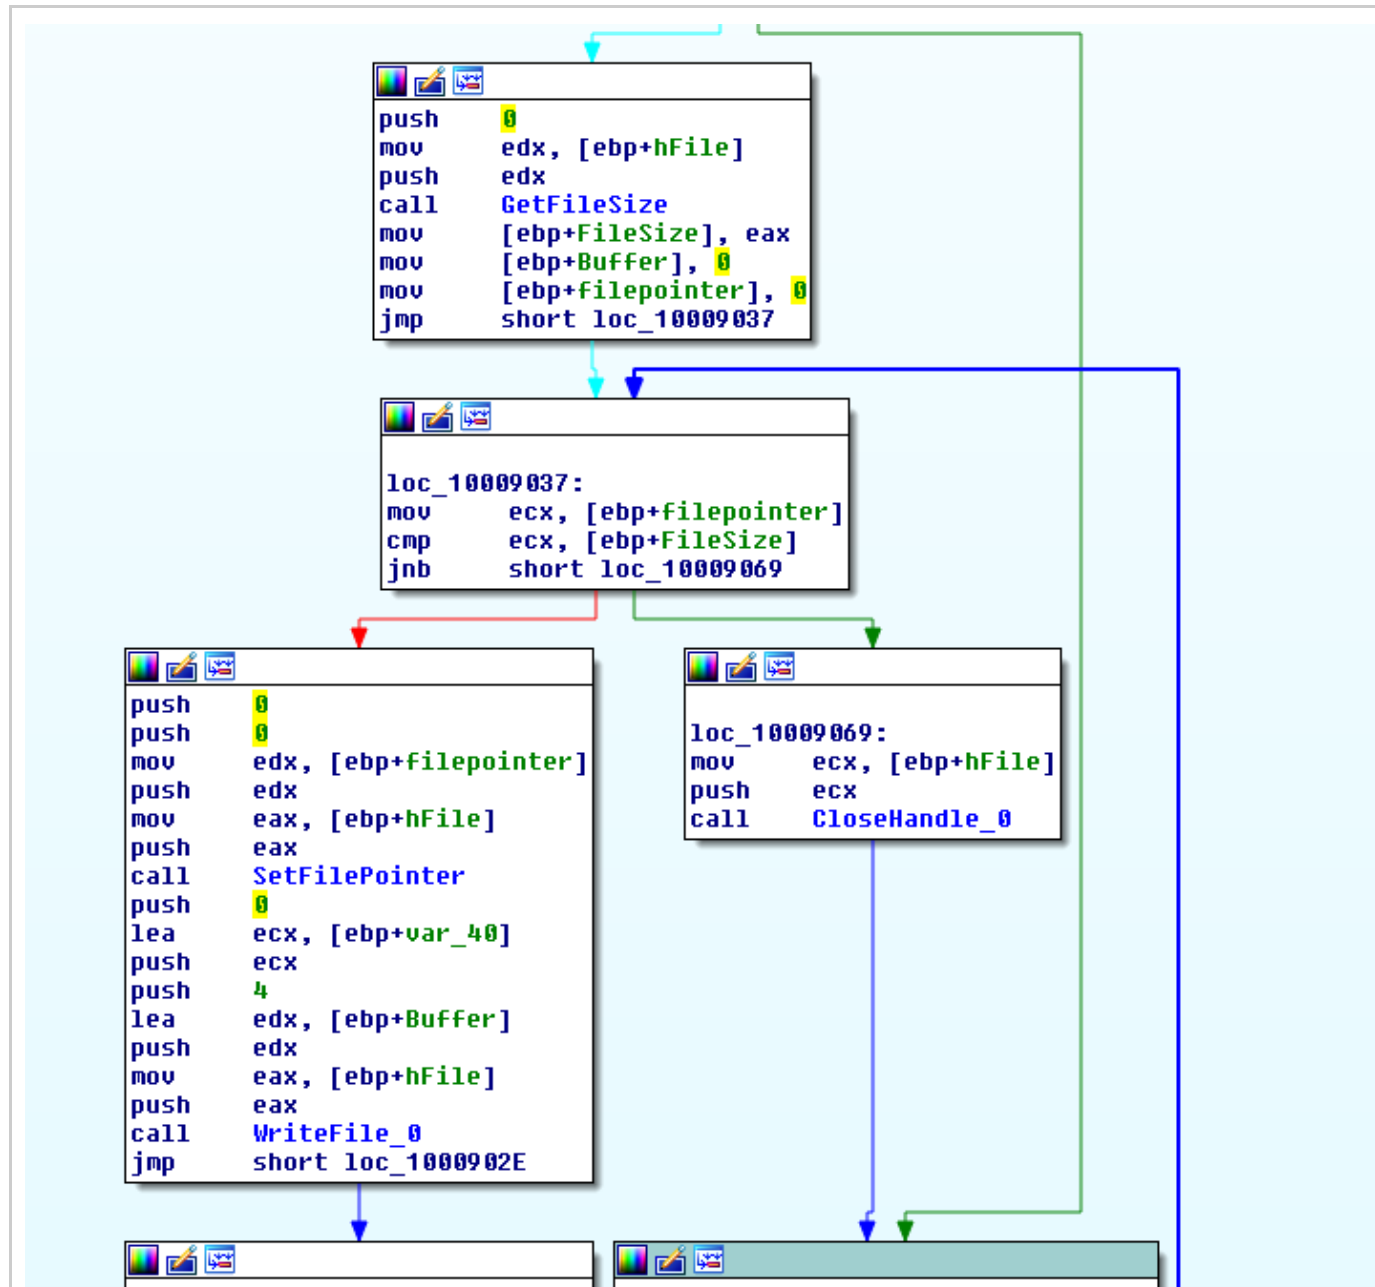 push 0
mov edx, [ebp+hFile]
push edx
call GetFileSize
mov [ebp+FileSize], eax
mov [ebp+Buffer], 0
mov [ebp+filepointer], 0
jmp short loc_10009037
loc_10009037:
mov ecx, [ebp+filepointer]
cmp ecx, [ebp+FileSize]
jnb short loc_10009069
push 0
push 0
mov edx, [ebp+filepointer]
push edx
mov eax, [ebp+hFile]
push eax
call SetFilePointer
push 0
lea ecx, [ebp+var_40]
push ecx
push 4
lea edx, [ebp+Buffer]
push edx
mov eax, [ebp+hFile]
push eax
call WriteFile_0
jmp short loc_1000902E
loc_10009069:
mov ecx, [ebp+hFile]
push ecx
call CloseHandle_0